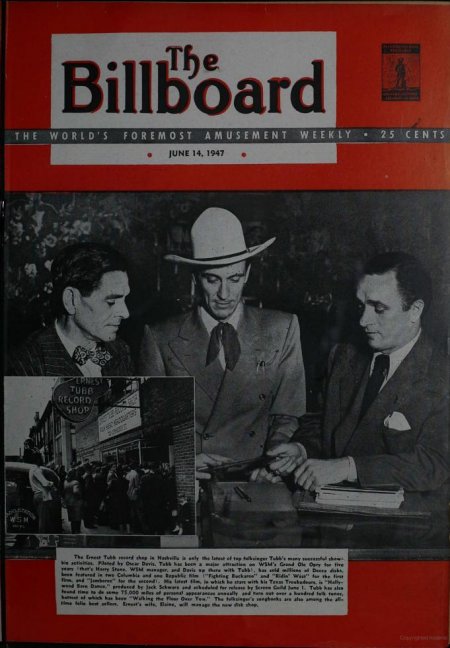 The
Billboard
THE WORLD'S FOREMOST AMUSEMENT WEEKLY • 25 CENTS
• JUNE 14, 1947 •
ERNEST
TUBB
RECORD
SHOP
WSM
The Ernest Tubb record shop in Nashville is only the latest of top folksinger Tubb's many successful show-
biz activities. Piloted by Oscar Davis, Tubb has been a major attraction on WSM's Grand Ole Opry for five
years (that's Harry Stone, WSM manager, and Davis up there with Tubb), has sold millions of Decca disks,
been featured in two Columbia and one Republic film ("Fighting Buckaroo" and "Ridin' West" for the first
firm, and "Jamboree" for the second). His latest film, in which he stars with his Texas Troubadours, is "Holly-
wood Barn Dance," produced by Jack Schwarz and scheduled for release by Screen Guild June 1. Tubb has also
found time to do some 75,000 miles of personal appearances annually and turn out over a hundred folk tunes,
hottest of which has been "Walking the Floor Over You." The folksinger's songbooks are also among the all-
time folio best sellers. Ernest's wife, Elaine, will manage the new disk shop.